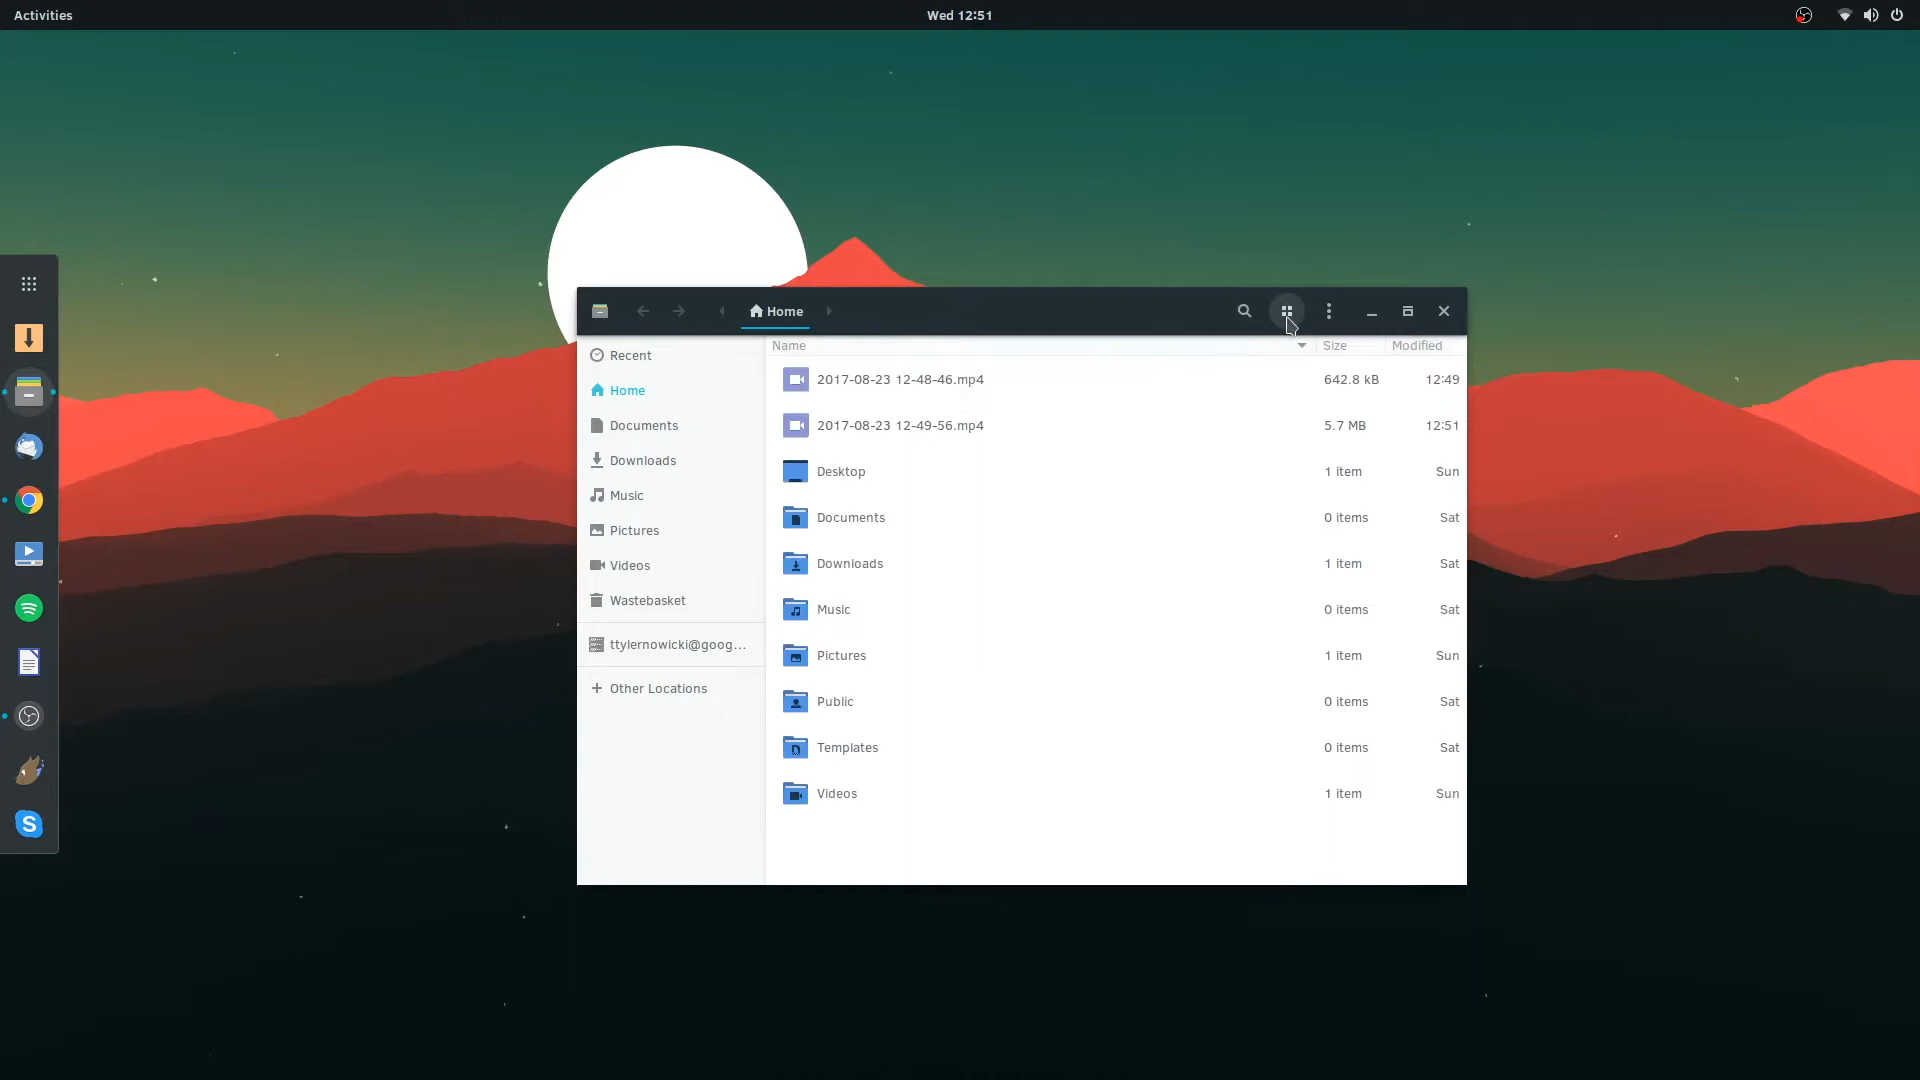 Activities
Wed 12:51
Home
Recent
Home
Documents
Downloads
Music
Pictures
Videos
Wastebasket
ttylernowicki@goog...
Other Locations
Name Size Modified
2017-08-23 12-48-46.mp4 642.8 kB 12:49
2017-08-23 12-49-56.mp4 5.7 MB 12:51
Desktop 1 item Sun
Documents 0 items Sat
Downloads 1 item Sat
Music 0 items Sat
Pictures 1 item Sun
Public 0 items Sat
Templates 0 items Sat
Videos 1 item Sun